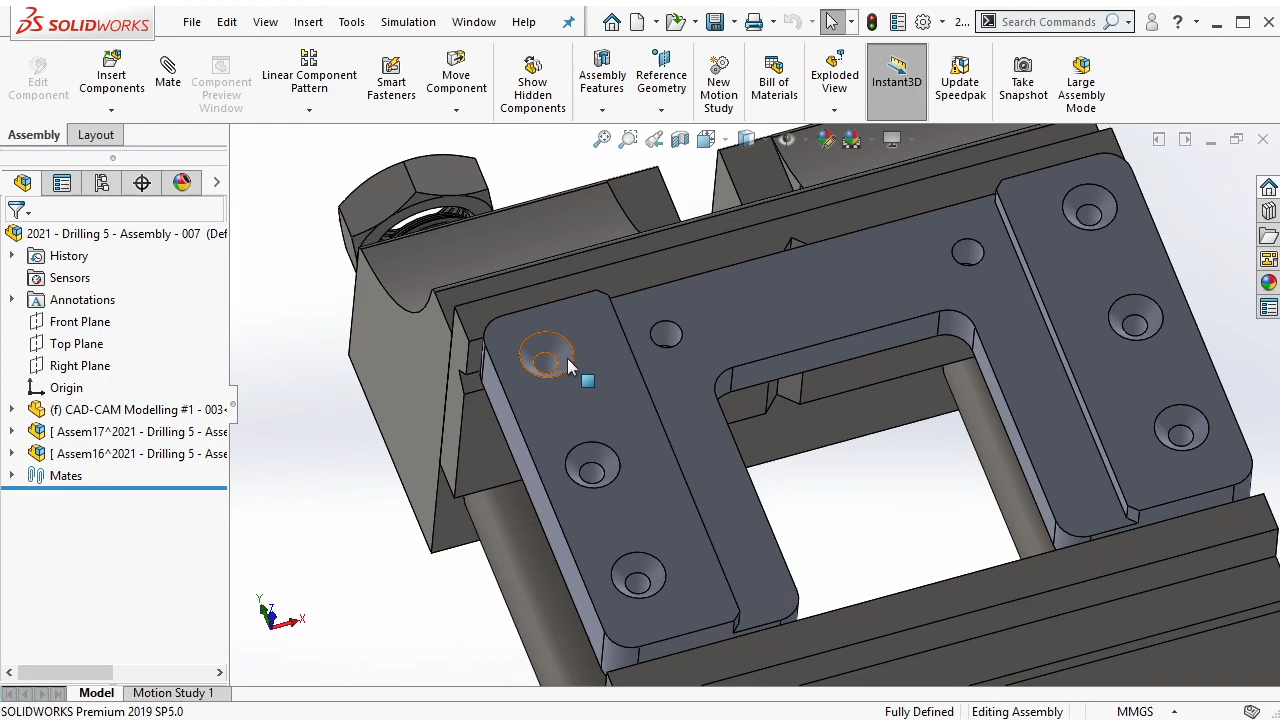 SOLIDWORKS
File Edit View Insert Tools Simulation Window Help
2...
Search Commands
Edit Component
Insert Components
Mate
Component Preview Window
Linear Component Pattern
Smart Fasteners
Move Component
Show Hidden Components
Assembly Features
Reference Geometry
New Motion Study
Bill of Materials
Exploded View
Instant3D
Update Speedpak
Take Snapshot
Large Assembly Mode
Assembly Layout
2021 - Drilling 5 - Assembly - 007 (Def
History
Sensors
Annotations
Front Plane
Top Plane
Right Plane
Origin
(f) CAD-CAM Modelling #1 - 003<
[ Assem17^2021 - Drilling 5 - Asse
[ Assem16^2021 - Drilling 5 - Asse
Mates
Y
Z
X
Model Motion Study 1
SOLIDWORKS Premium 2019 SP5.0
Fully Defined Editing Assembly MMGS